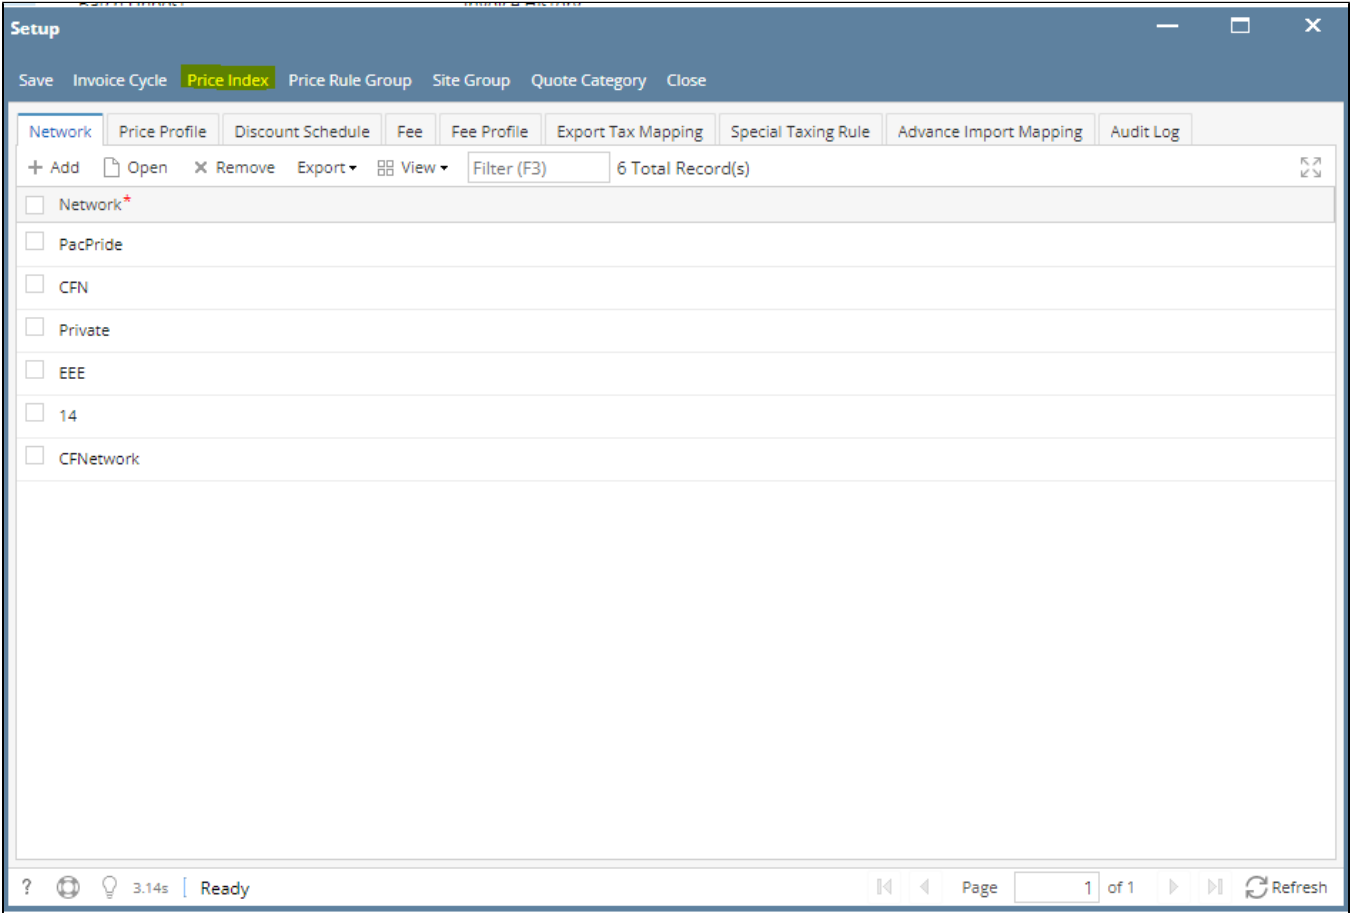 Setup
Save Invoice Cycle Price Index Price Rule Group Site Group Quote Category Close
Network Price Profile Discount Schedule Fee Fee Profile Export Tax Mapping Special Taxing Rule Advance Import Mapping Audit Log
Add Open Remove Export View Filter (F3) 6 Total Record(s)
Network*
PacPride
CFN
Private
EEE
14
CFNetwork
? 3.14s Ready Page 1 of 1 Refresh